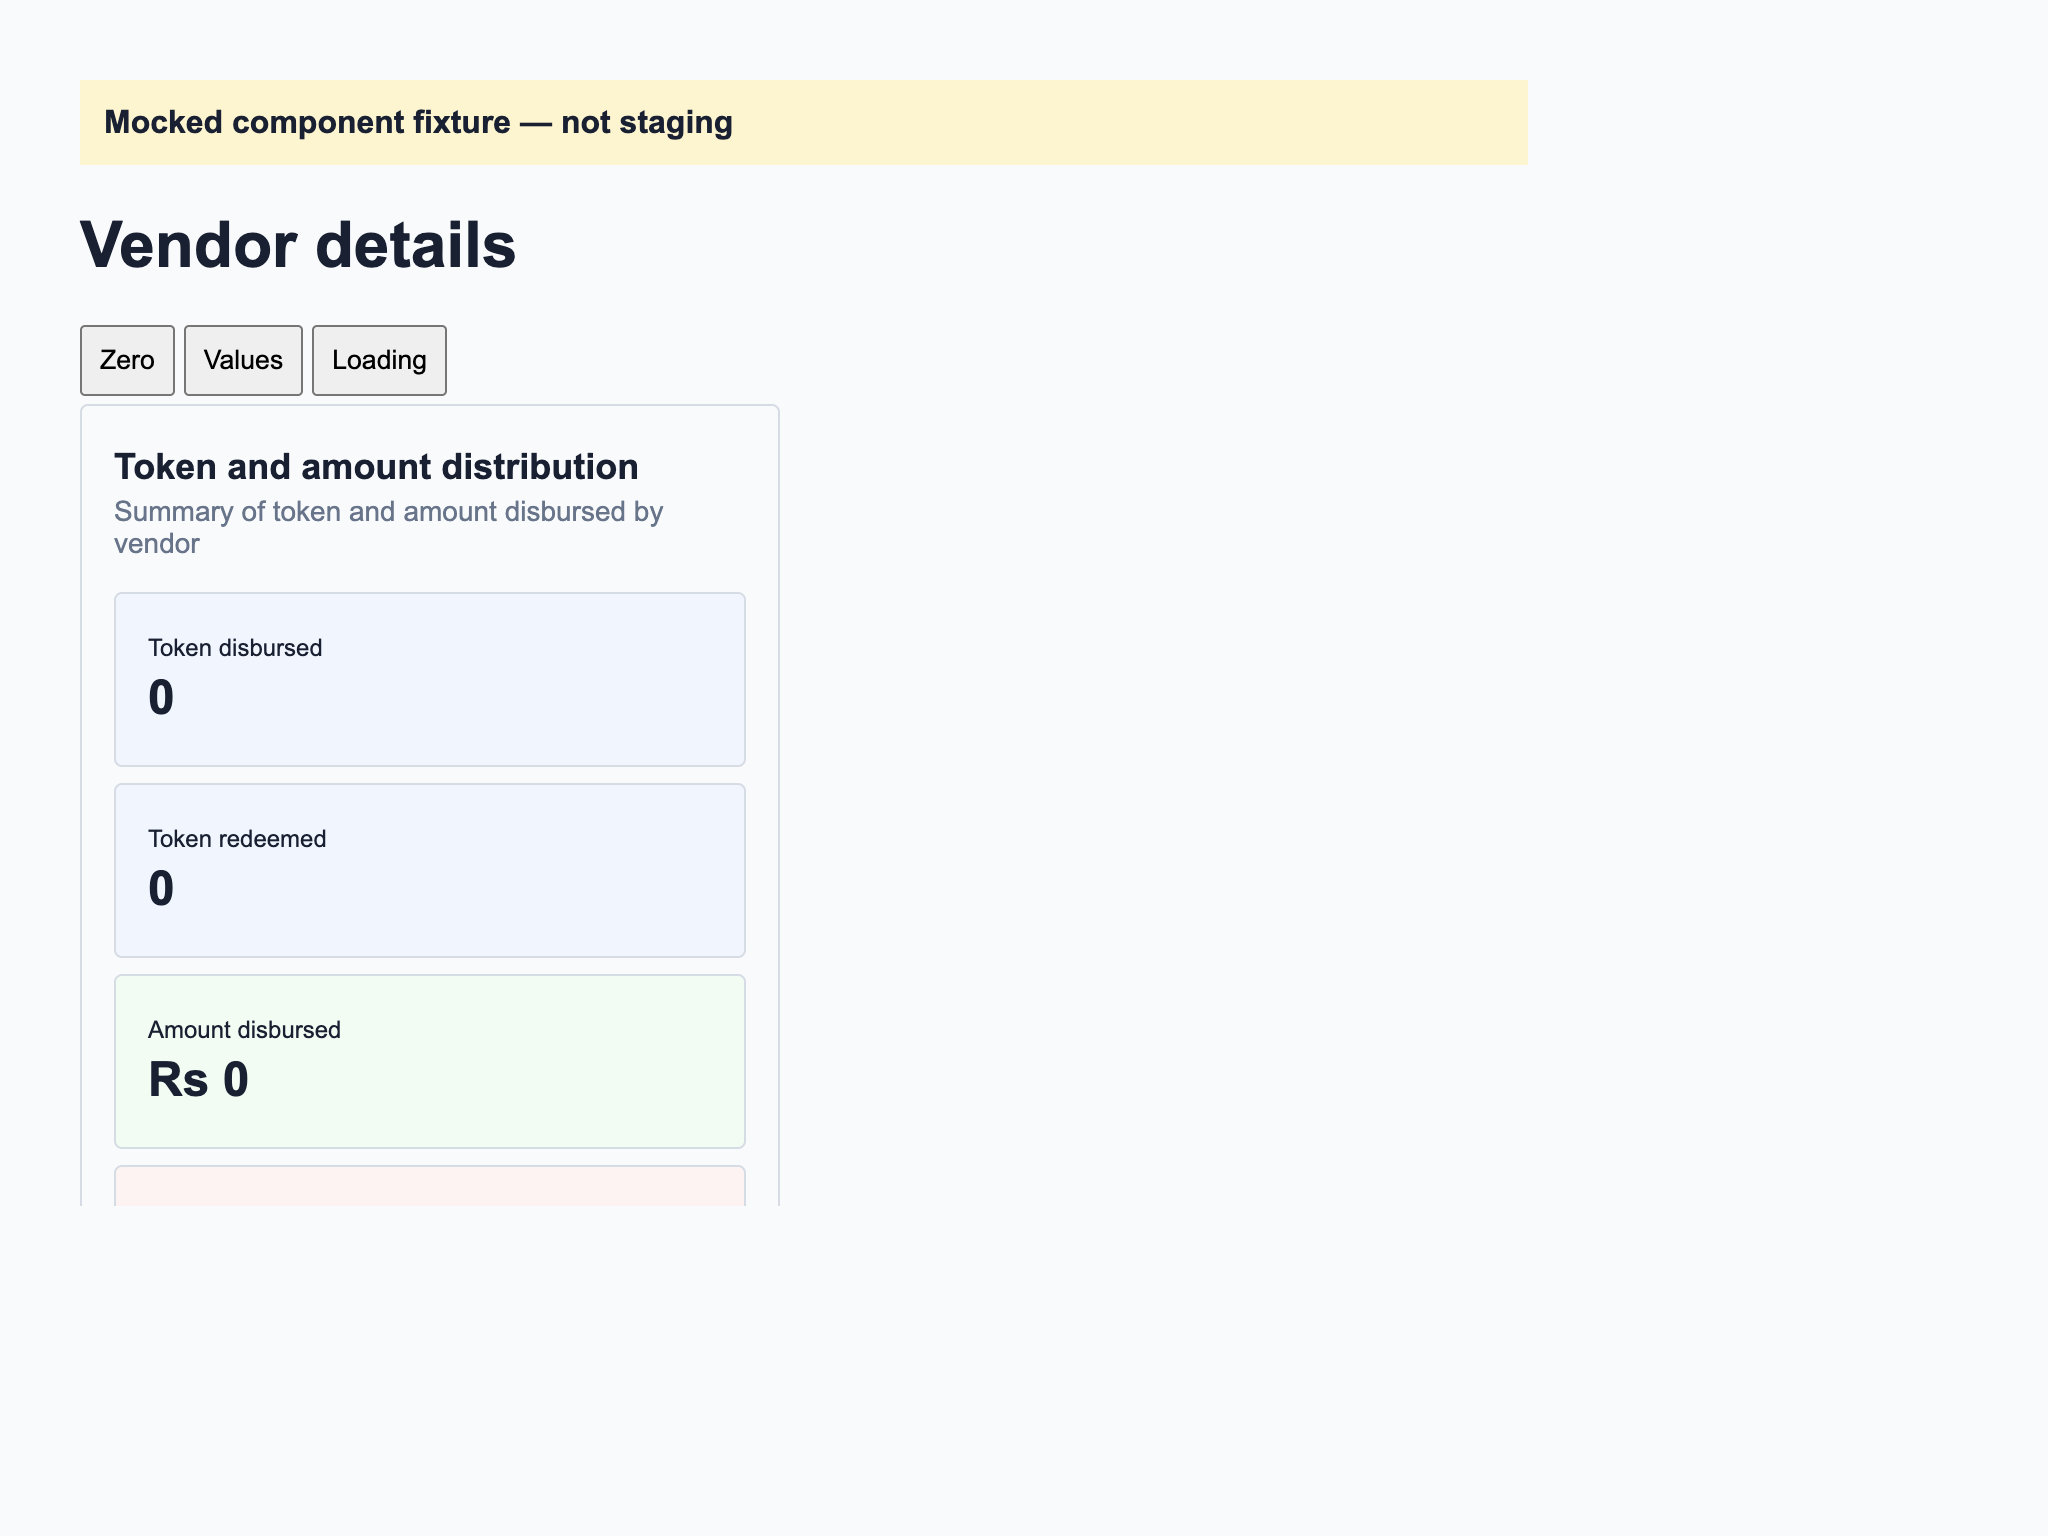 Mocked component fixture — not staging
Vendor details
Zero Values Loading
Token and amount distribution
Summary of token and amount disbursed by
vendor
Token disbursed
0
Token redeemed
0
Amount disbursed
Rs 0